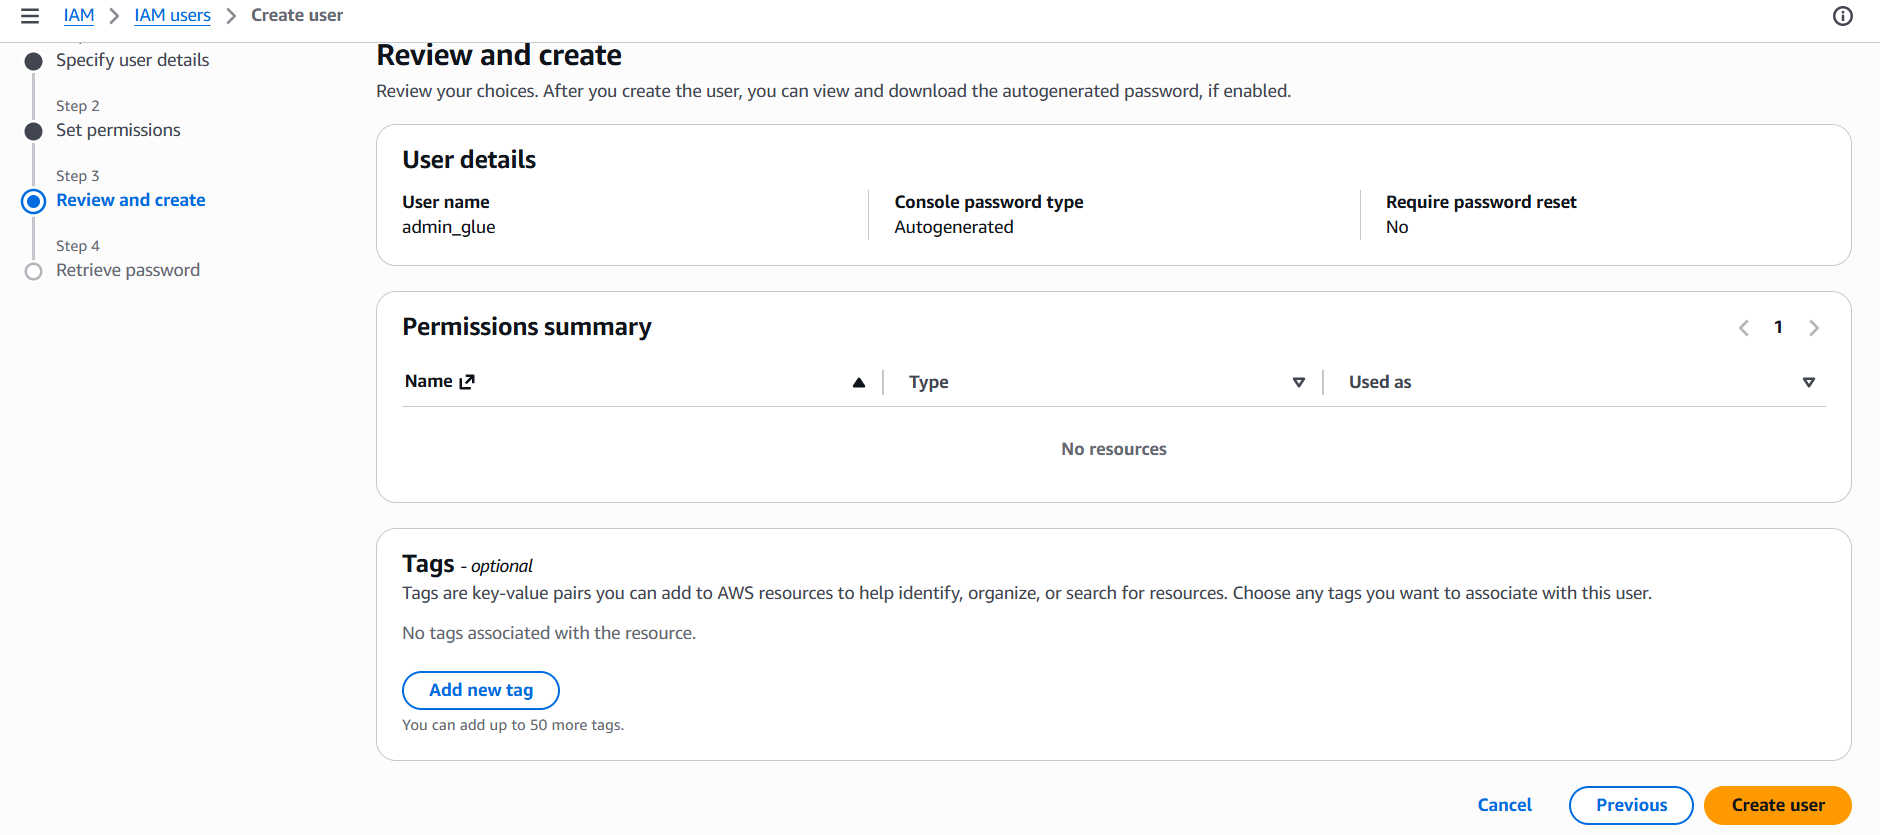 IAM > IAM users > Create user
Specify user details
Step 2
Set permissions
Step 3
Review and create
Step 4
Retrieve password
Review and create
Review your choices. After you create the user, you can view and download the autogenerated password, if enabled.
User details
User name
admin_glue
Console password type
Autogenerated
Require password reset
No
Permissions summary
1
Name
Type
Used as
No resources
Tags - optional
Tags are key-value pairs you can add to AWS resources to help identify, organize, or search for resources. Choose any tags you want to associate with this user.
No tags associated with the resource.
Add new tag
You can add up to 50 more tags.
Cancel
Previous
Create user